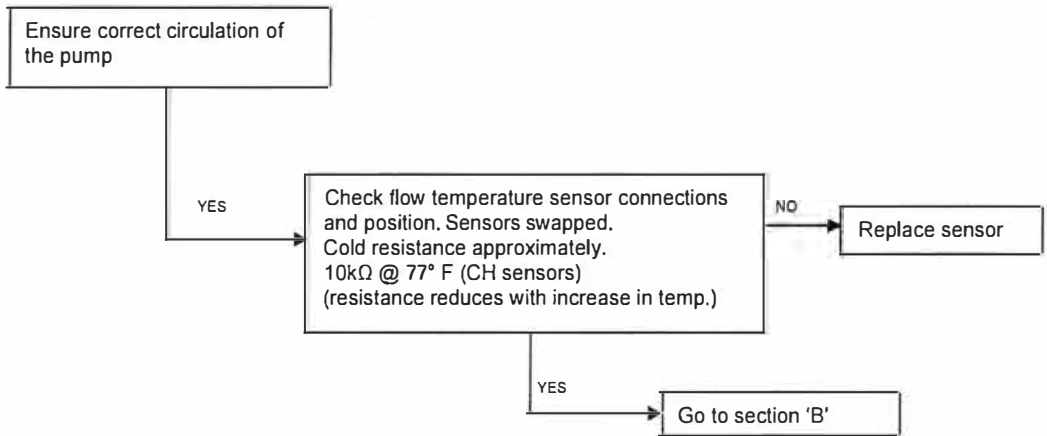 Ensure correct circulation of
the pump
YES
Check flow temperature sensor connections
and position. Sensors swapped.
Cold resistance approximately.
10kΩ @ 77° F (CH sensors)
(resistance reduces with increase in temp.)
NO
Replace sensor
YES
Go to section 'B'